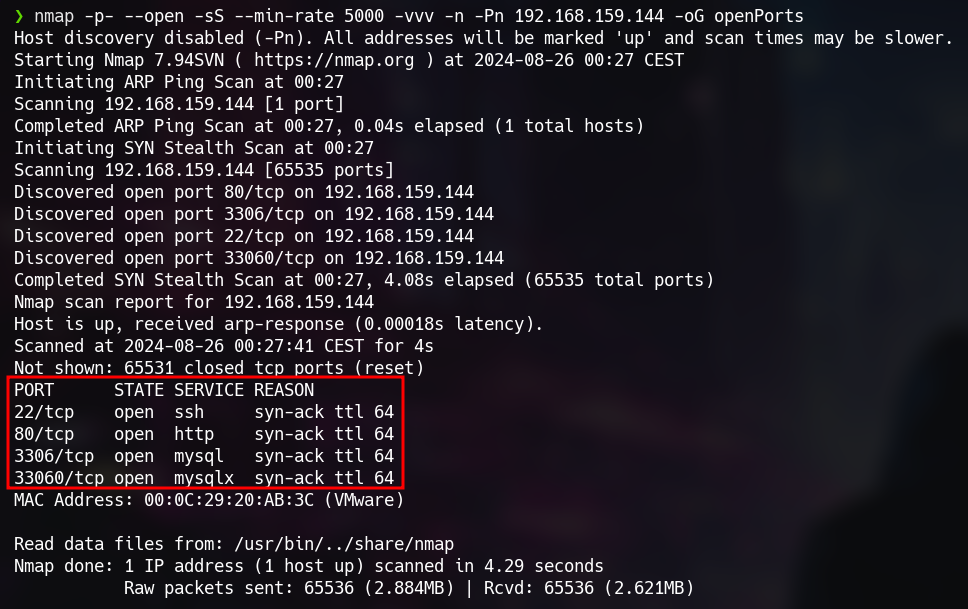 ❯ nmap -p- --open -sS --min-rate 5000 -vvv -n -Pn 192.168.159.144 -oG openPorts
Host discovery disabled (-Pn). All addresses will be marked 'up' and scan times may be slower.
Starting Nmap 7.94SVN ( https://nmap.org ) at 2024-08-26 00:27 CEST
Initiating ARP Ping Scan at 00:27
Scanning 192.168.159.144 [1 port]
Completed ARP Ping Scan at 00:27, 0.04s elapsed (1 total hosts)
Initiating SYN Stealth Scan at 00:27
Scanning 192.168.159.144 [65535 ports]
Discovered open port 80/tcp on 192.168.159.144
Discovered open port 3306/tcp on 192.168.159.144
Discovered open port 22/tcp on 192.168.159.144
Discovered open port 33060/tcp on 192.168.159.144
Completed SYN Stealth Scan at 00:27, 4.08s elapsed (65535 total ports)
Nmap scan report for 192.168.159.144
Host is up, received arp-response (0.00018s latency).
Scanned at 2024-08-26 00:27:41 CEST for 4s
Not shown: 65531 closed tcp ports (reset)
PORT      STATE SERVICE REASON
22/tcp    open  ssh     syn-ack ttl 64
80/tcp    open  http    syn-ack ttl 64
3306/tcp  open  mysql   syn-ack ttl 64
33060/tcp open  mysqlx  syn-ack ttl 64
MAC Address: 00:0C:29:20:AB:3C (VMware)
Read data files from: /usr/bin/../share/nmap
Nmap done: 1 IP address (1 host up) scanned in 4.29 seconds
           Raw packets sent: 65536 (2.884MB) | Rcvd: 65536 (2.621MB)